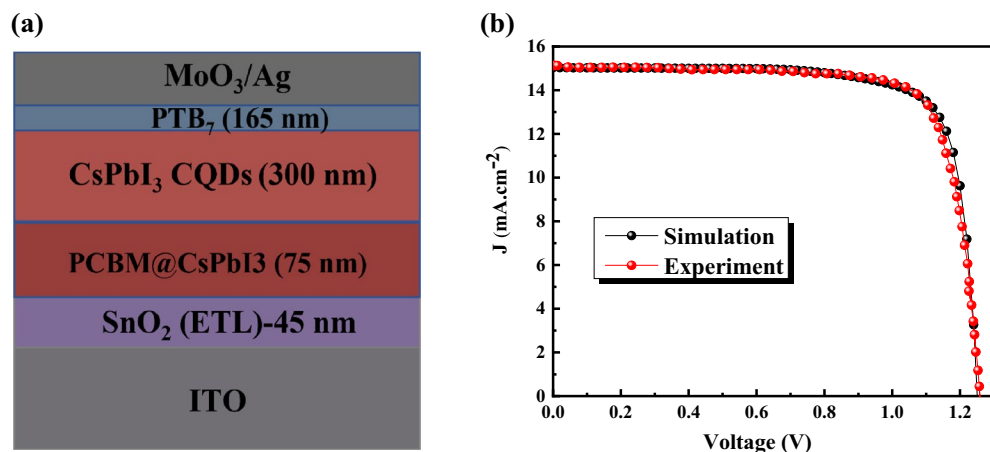 (a)
MoO₃/Ag
PTB₇ (165 nm)
CsPbI₃ CQDs (300 nm)
PCBM@CsPbI3 (75 nm)
SnO₂ (ETL)-45 nm
ITO
(b)
J (mA.cm⁻²)
16
14
12
10
8
6
4
2
0
Simulation
Experiment
0.0 0.2 0.4 0.6 0.8 1.0 1.2
Voltage (V)